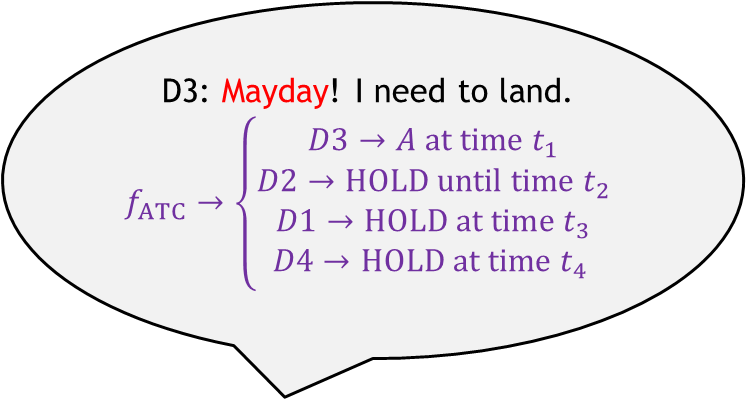 D3: Mayday! I need to land.
D3 → A at time t₁
D2 → HOLD until time t₂
f_ATC →
D1 → HOLD at time t₃
D4 → HOLD at time t₄